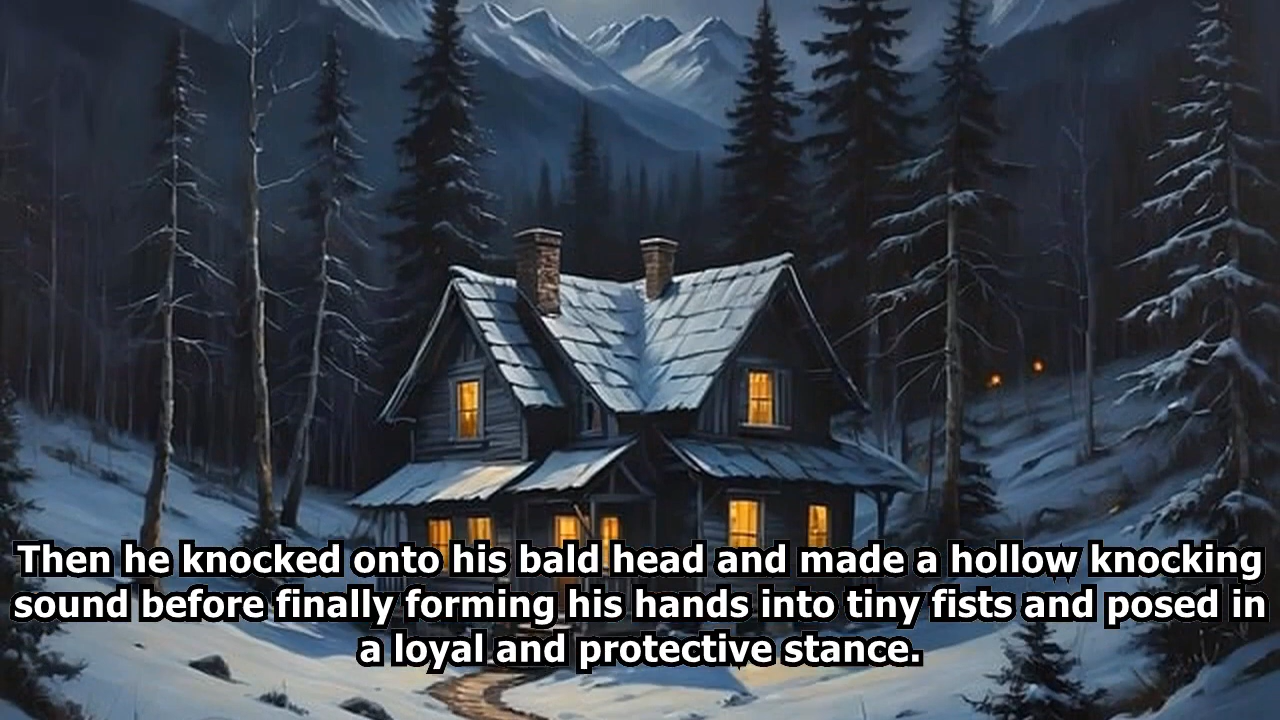 Then he knocked onto his bald head and made a hollow knocking
sound before finally forming his hands into tiny fists and posed in
a loyal and protective stance.